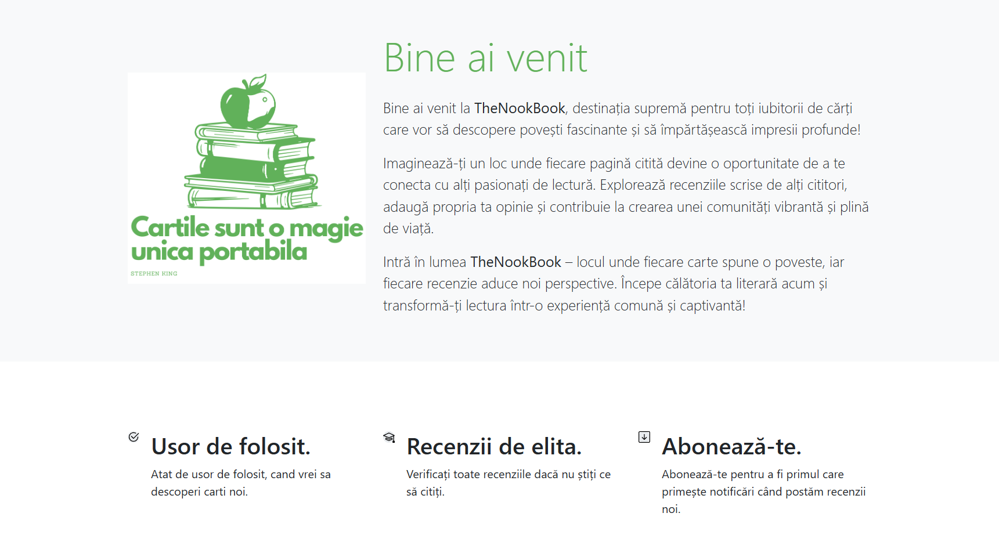 Cartile sunt o magie
unica portabila
STEPHEN KING
Bine ai venit
Bine ai venit la TheNookBook, destinația supremă pentru toți iubitorii de cărți
care vor să descopere povești fascinante și să împărtășească impresii profunde!
Imaginează-ți un loc unde fiecare pagină citită devine o oportunitate de a te
conecta cu alți pasionați de lectură. Explorează recenziile scrise de alți cititori,
adaugă propria ta opinie și contribuie la crearea unei comunități vibrantă și plină
de viață.
Intră în lumea TheNookBook – locul unde fiecare carte spune o poveste, iar
fiecare recenzie aduce noi perspective. Începe călătoria ta literară acum și
transformă-ți lectura într-o experiență comună și captivantă!
Usor de folosit.
Atat de usor de folosit, cand vrei sa
descoperi carti noi.
Recenzii de elita.
Verificați toate recenziile dacă nu știți ce
să citiți.
Abonează-te.
Abonează-te pentru a fi primul care
primește notificări când postăm recenzii
noi.